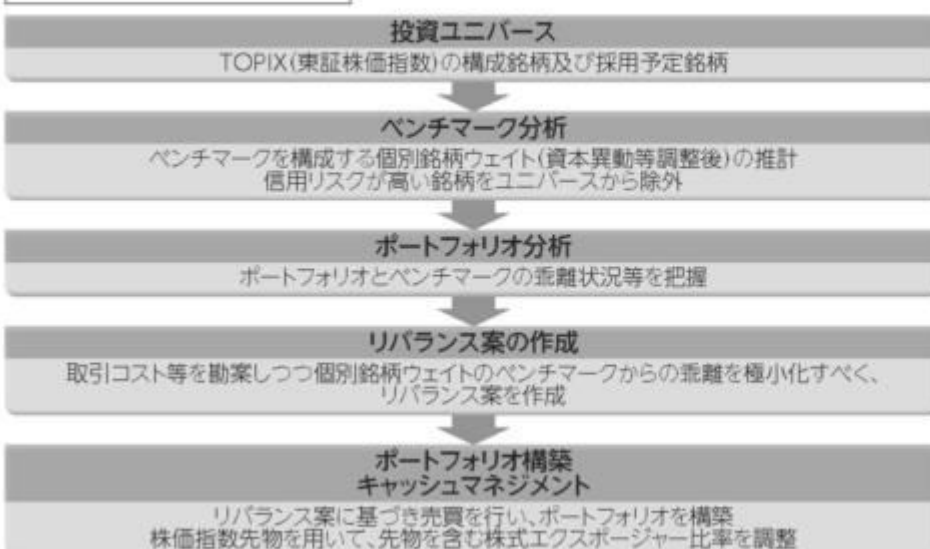 投資ユニバース
TOPIX(東証株価指数)の構成銘柄及び採用予定銘柄
ベンチマーク分析
ベンチマークを構成する個別銘柄ウェイト(資本異動等調整後)の推計
信用リスクが高い銘柄をユニバースから除外
ポートフォリオ分析
ポートフォリオとベンチマークの乖離状況等を把握
リバランス案の作成
取引コスト等を勘案しつつ個別銘柄ウェイトのベンチマークからの乖離を極小化すべく、
リバランス案を作成
ポートフォリオ構築
キャッシュマネジメント
リバランス案に基づき売買を行い、ポートフォリオを構築
株価指数先物を用いて、先物を含む株式エクスポージャー比率を調整